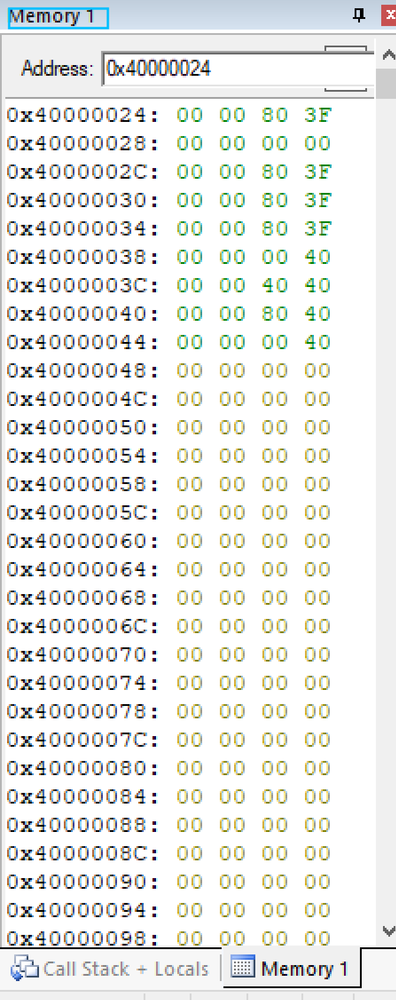 Memory 1
Address: 0x40000024
0x40000024: 00 00 80 3F
0x40000028: 00 00 00 00
0x4000002C: 00 00 80 3F
0x40000030: 00 00 80 3F
0x40000034: 00 00 80 3F
0x40000038: 00 00 00 40
0x4000003C: 00 00 40 40
0x40000040: 00 00 80 40
0x40000044: 00 00 00 40
0x40000048: 00 00 00 00
0x4000004C: 00 00 00 00
0x40000050: 00 00 00 00
0x40000054: 00 00 00 00
0x40000058: 00 00 00 00
0x4000005C: 00 00 00 00
0x40000060: 00 00 00 00
0x40000064: 00 00 00 00
0x40000068: 00 00 00 00
0x4000006C: 00 00 00 00
0x40000070: 00 00 00 00
0x40000074: 00 00 00 00
0x40000078: 00 00 00 00
0x4000007C: 00 00 00 00
0x40000080: 00 00 00 00
0x40000084: 00 00 00 00
0x40000088: 00 00 00 00
0x4000008C: 00 00 00 00
0x40000090: 00 00 00 00
0x40000094: 00 00 00 00
0x40000098: 00 00 00 00
Call Stack + Locals Memory 1